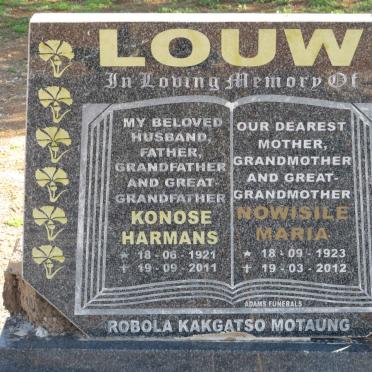 LOUW
In Loving Memory Of
MY BELOVED
HUSBAND,
FATHER,
GRANDFATHER
AND GREAT
GRANDFATHER
KONOSE
HARMANS
★ 18 - 06 - 1921
✝ 19 - 09 - 2011
OUR DEAREST
MOTHER,
GRANDMOTHER
AND GREAT-
GRANDMOTHER
NOWISILE
MARIA
★ 18 - 09 - 1923
✝ 19 - 03 - 2012
ADAMS FUNERALS
ROBOLA KAKGATSO MOTAUNG